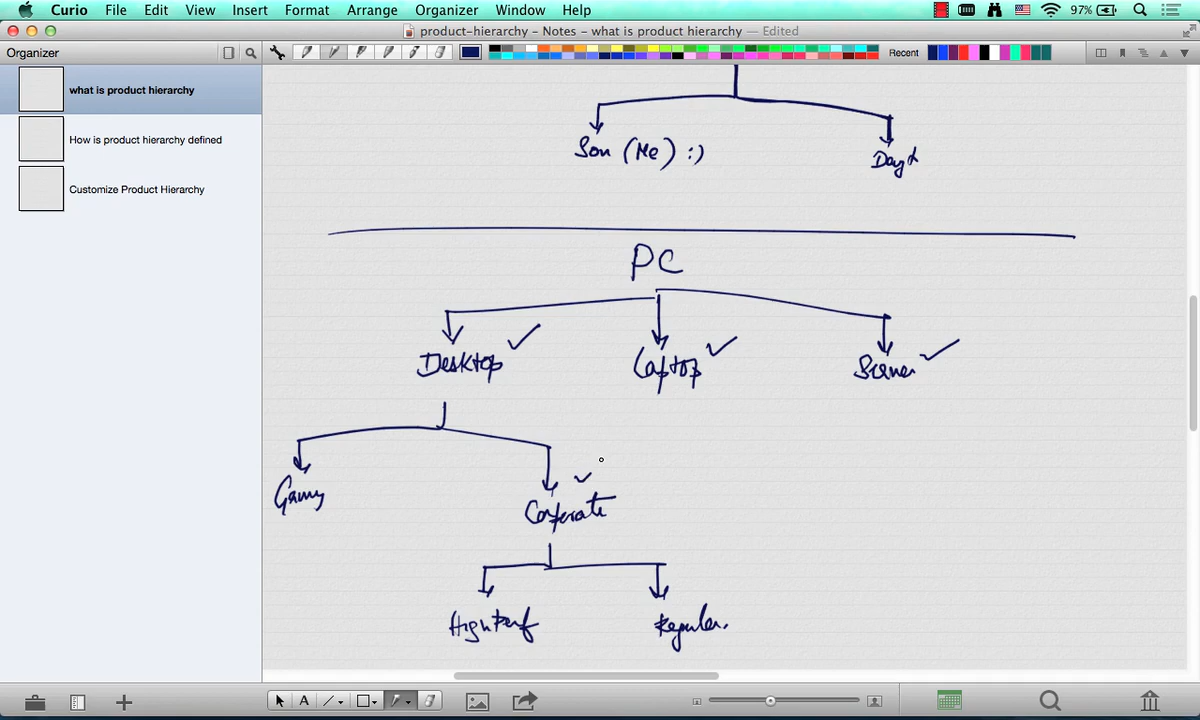 Curio File Edit View Insert Format Arrange Organizer Window Help 97%
product-hierarchy - Notes - what is product hierarchy — Edited
Organizer
Recent
what is product hierarchy
How is product hierarchy defined
Customize Product Hierarchy
Son (Me) :)
PC
Desktop
Laptop
Corporate
High Perf
Regular.
A